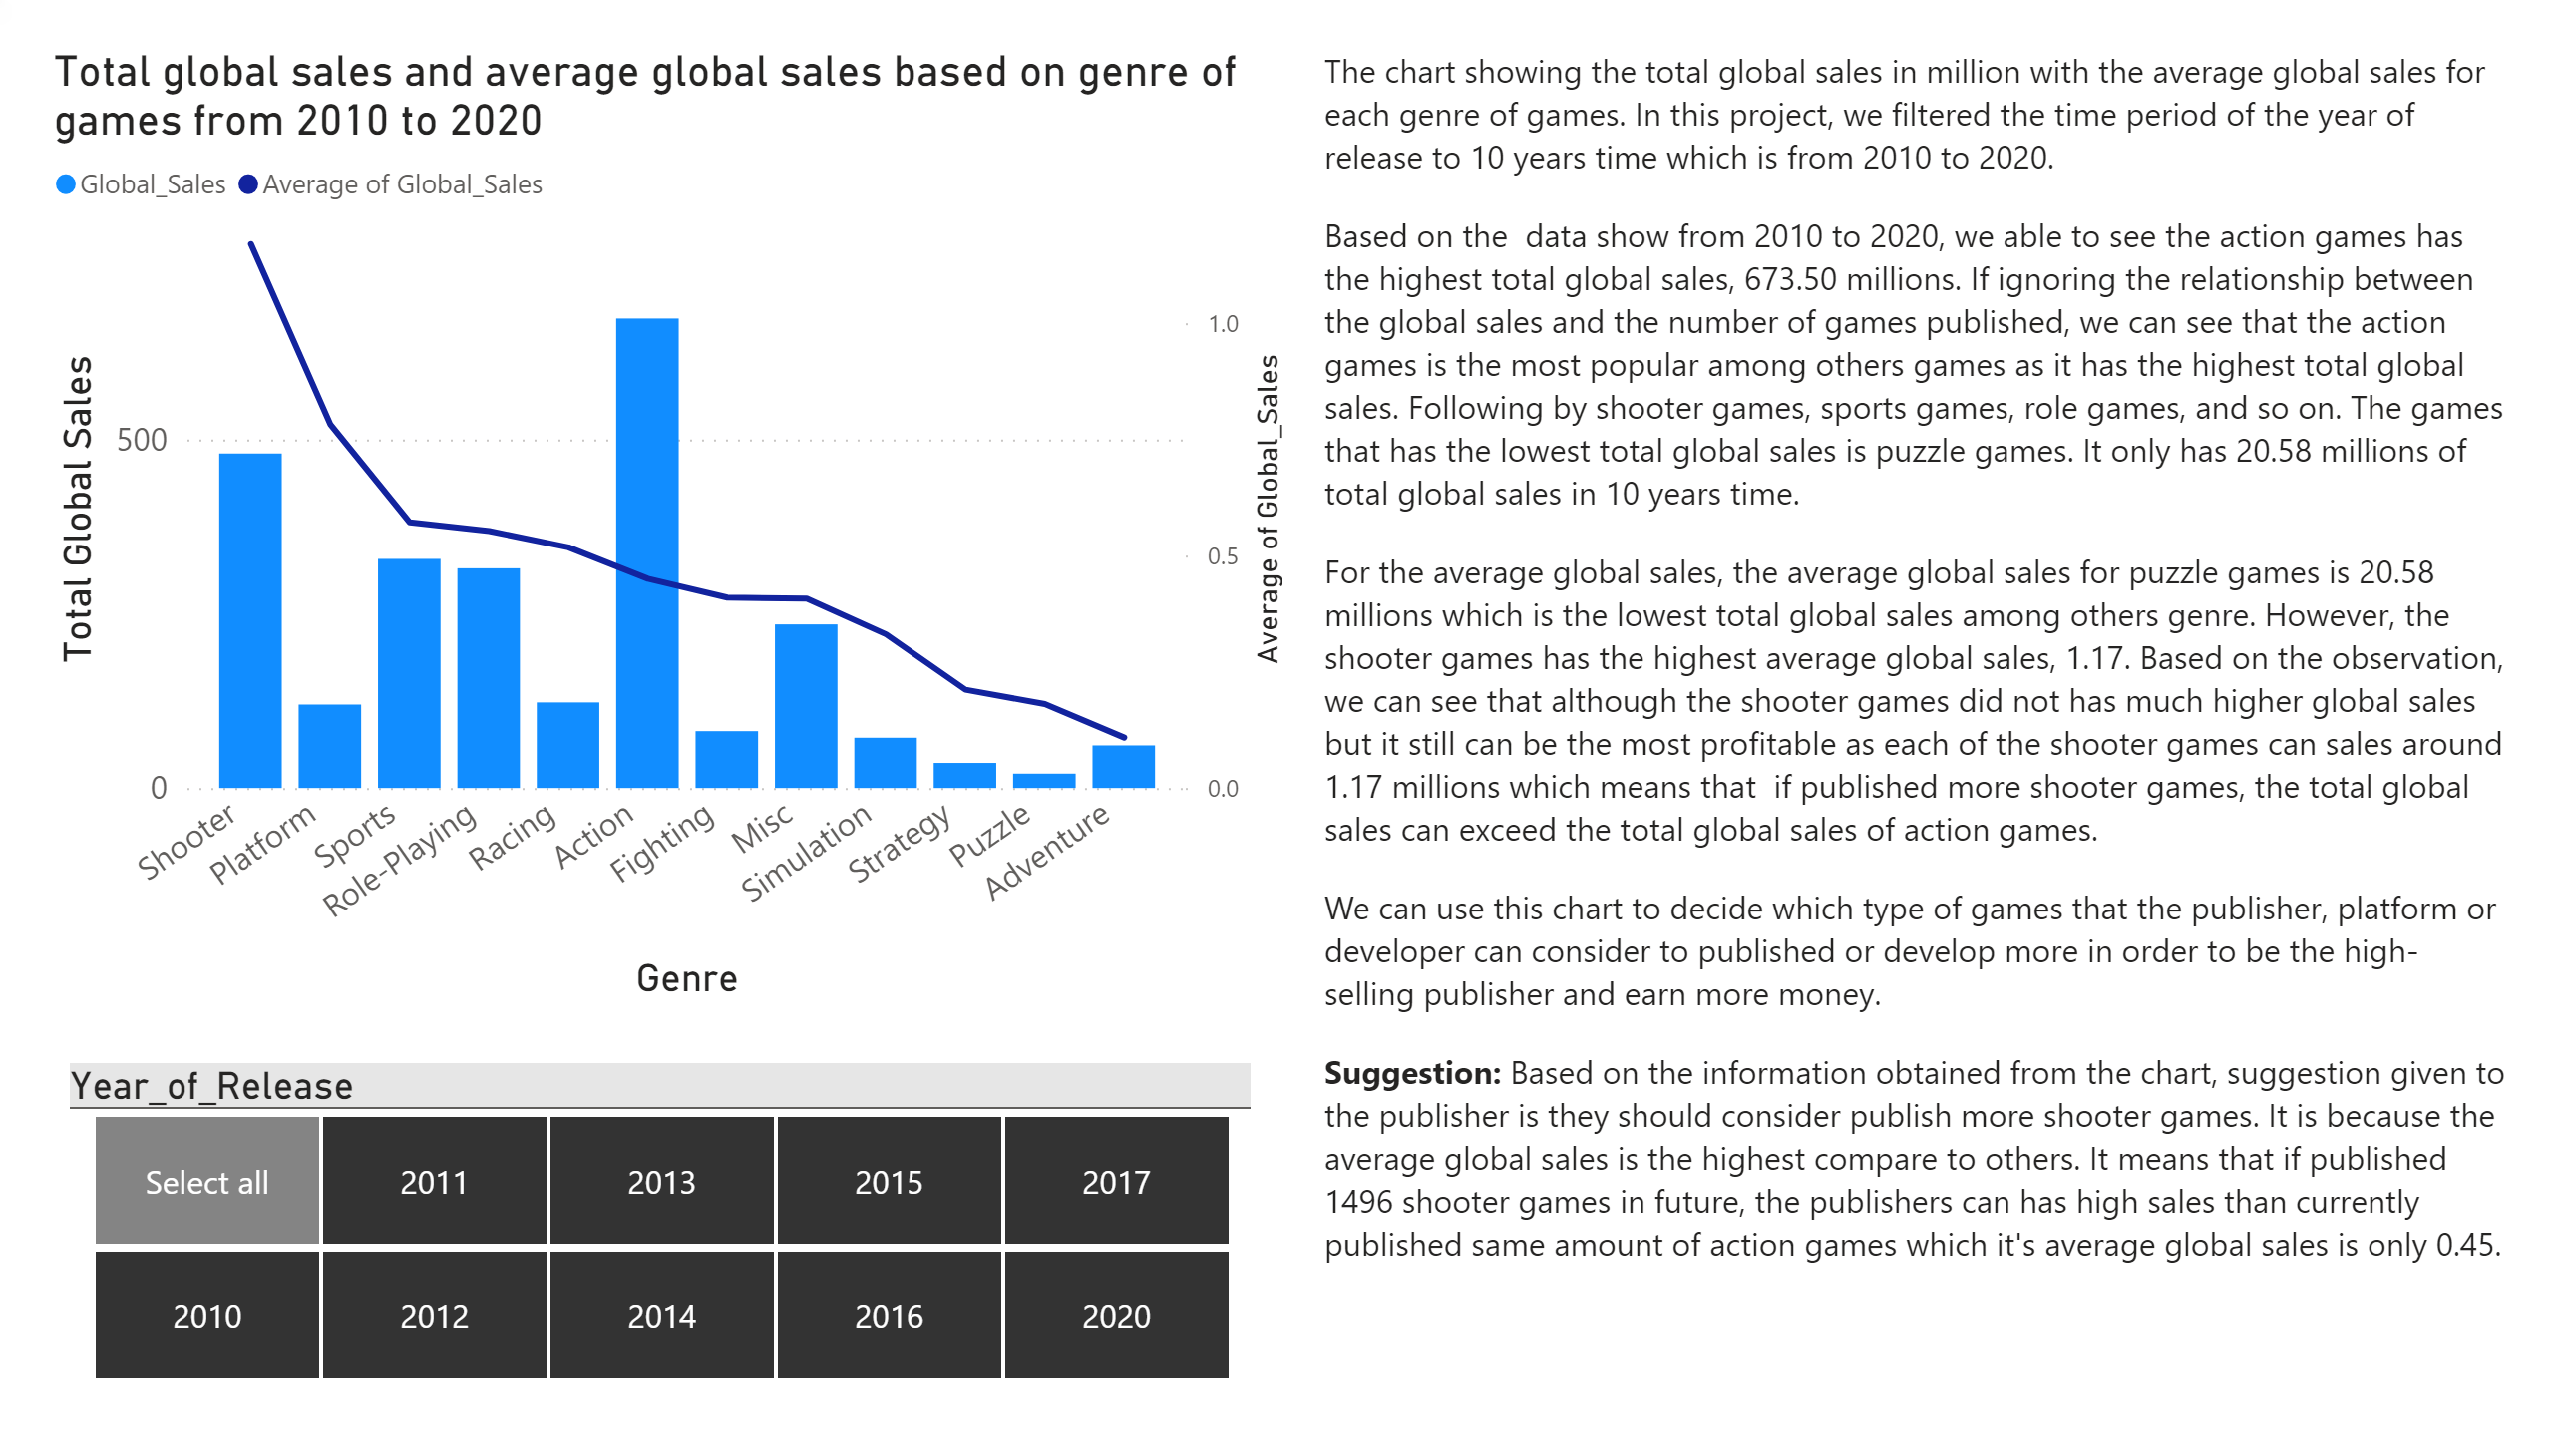 Total global sales and average global sales based on genre of
games from 2010 to 2020
Global_Sales Average of Global_Sales
Total Global Sales
500
0
1.0
0.5
0.0
Average of Global_Sales
Shooter
Platform
Sports
Role-Playing
Racing
Action
Fighting
Misc
Simulation
Strategy
Puzzle
Adventure
Genre
Year_of_Release
Select all
2011
2013
2015
2017
2010
2012
2014
2016
2020
The chart showing the total global sales in million with the average global sales for
each genre of games. In this project, we filtered the time period of the year of
release to 10 years time which is from 2010 to 2020.
Based on the  data show from 2010 to 2020, we able to see the action games has
the highest total global sales, 673.50 millions. If ignoring the relationship between
the global sales and the number of games published, we can see that the action
games is the most popular among others games as it has the highest total global
sales. Following by shooter games, sports games, role games, and so on. The games
that has the lowest total global sales is puzzle games. It only has 20.58 millions of
total global sales in 10 years time.
For the average global sales, the average global sales for puzzle games is 20.58
millions which is the lowest total global sales among others genre. However, the
shooter games has the highest average global sales, 1.17. Based on the observation,
we can see that although the shooter games did not has much higher global sales
but it still can be the most profitable as each of the shooter games can sales around
1.17 millions which means that  if published more shooter games, the total global
sales can exceed the total global sales of action games.
We can use this chart to decide which type of games that the publisher, platform or
developer can consider to published or develop more in order to be the high-
selling publisher and earn more money.
Suggestion: Based on the information obtained from the chart, suggestion given to
the publisher is they should consider publish more shooter games. It is because the
average global sales is the highest compare to others. It means that if published
1496 shooter games in future, the publishers can has high sales than currently
published same amount of action games which it's average global sales is only 0.45.